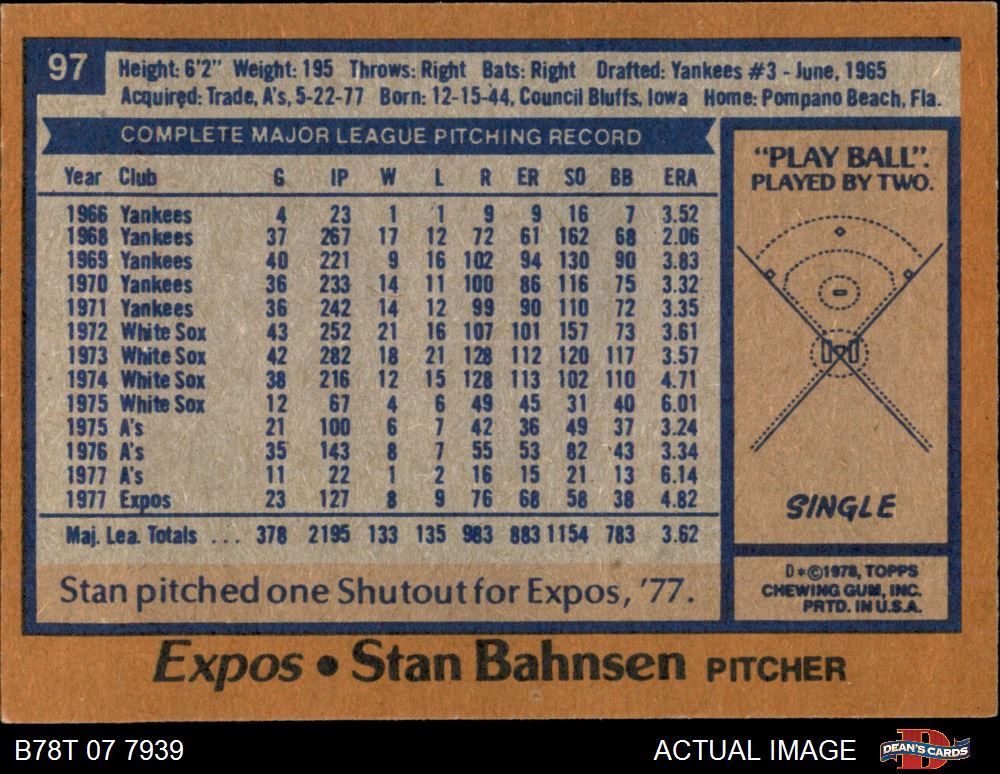 97
Height: 6'2" Weight: 195 Throws: Right Bats: Right Drafted: Yankees #3 - June, 1965
Acquired: Trade, A's, 5-22-77 Born: 12-15-44, Council Bluffs, Iowa Home: Pompano Beach, Fla.
COMPLETE MAJOR LEAGUE PITCHING RECORD
Year Club G IP W L R ER SO BB ERA
1966 Yankees 4 23 1 1 9 9 16 7 3.52
1968 Yankees 37 267 17 12 72 61 162 68 2.06
1969 Yankees 40 221 9 16 102 94 130 90 3.83
1970 Yankees 36 233 14 11 100 86 116 75 3.32
1971 Yankees 36 242 14 12 99 90 110 72 3.35
1972 White Sox 43 252 21 16 107 101 157 73 3.61
1973 White Sox 42 282 18 21 128 112 120 117 3.57
1974 White Sox 38 216 12 15 128 113 102 110 4.71
1975 White Sox 12 67 4 6 49 45 31 40 6.01
1975 A's 21 100 6 7 42 36 49 37 3.24
1976 A's 35 143 8 7 55 53 82 43 3.34
1977 A's 11 22 1 2 16 15 21 13 6.14
1977 Expos 23 127 8 9 76 68 58 38 4.82
Maj. Lea. Totals ... 378 2195 133 135 983 883 1154 783 3.62
Stan pitched one Shutout for Expos, '77.
"PLAY BALL".
PLAYED BY TWO.
SINGLE
D*©1978, TOPPS
CHEWING GUM, INC.
PRTD. IN U.S.A.
Expos • Stan Bahnsen PITCHER
B78T 07 7939 ACTUAL IMAGE
DEAN'S CARDS